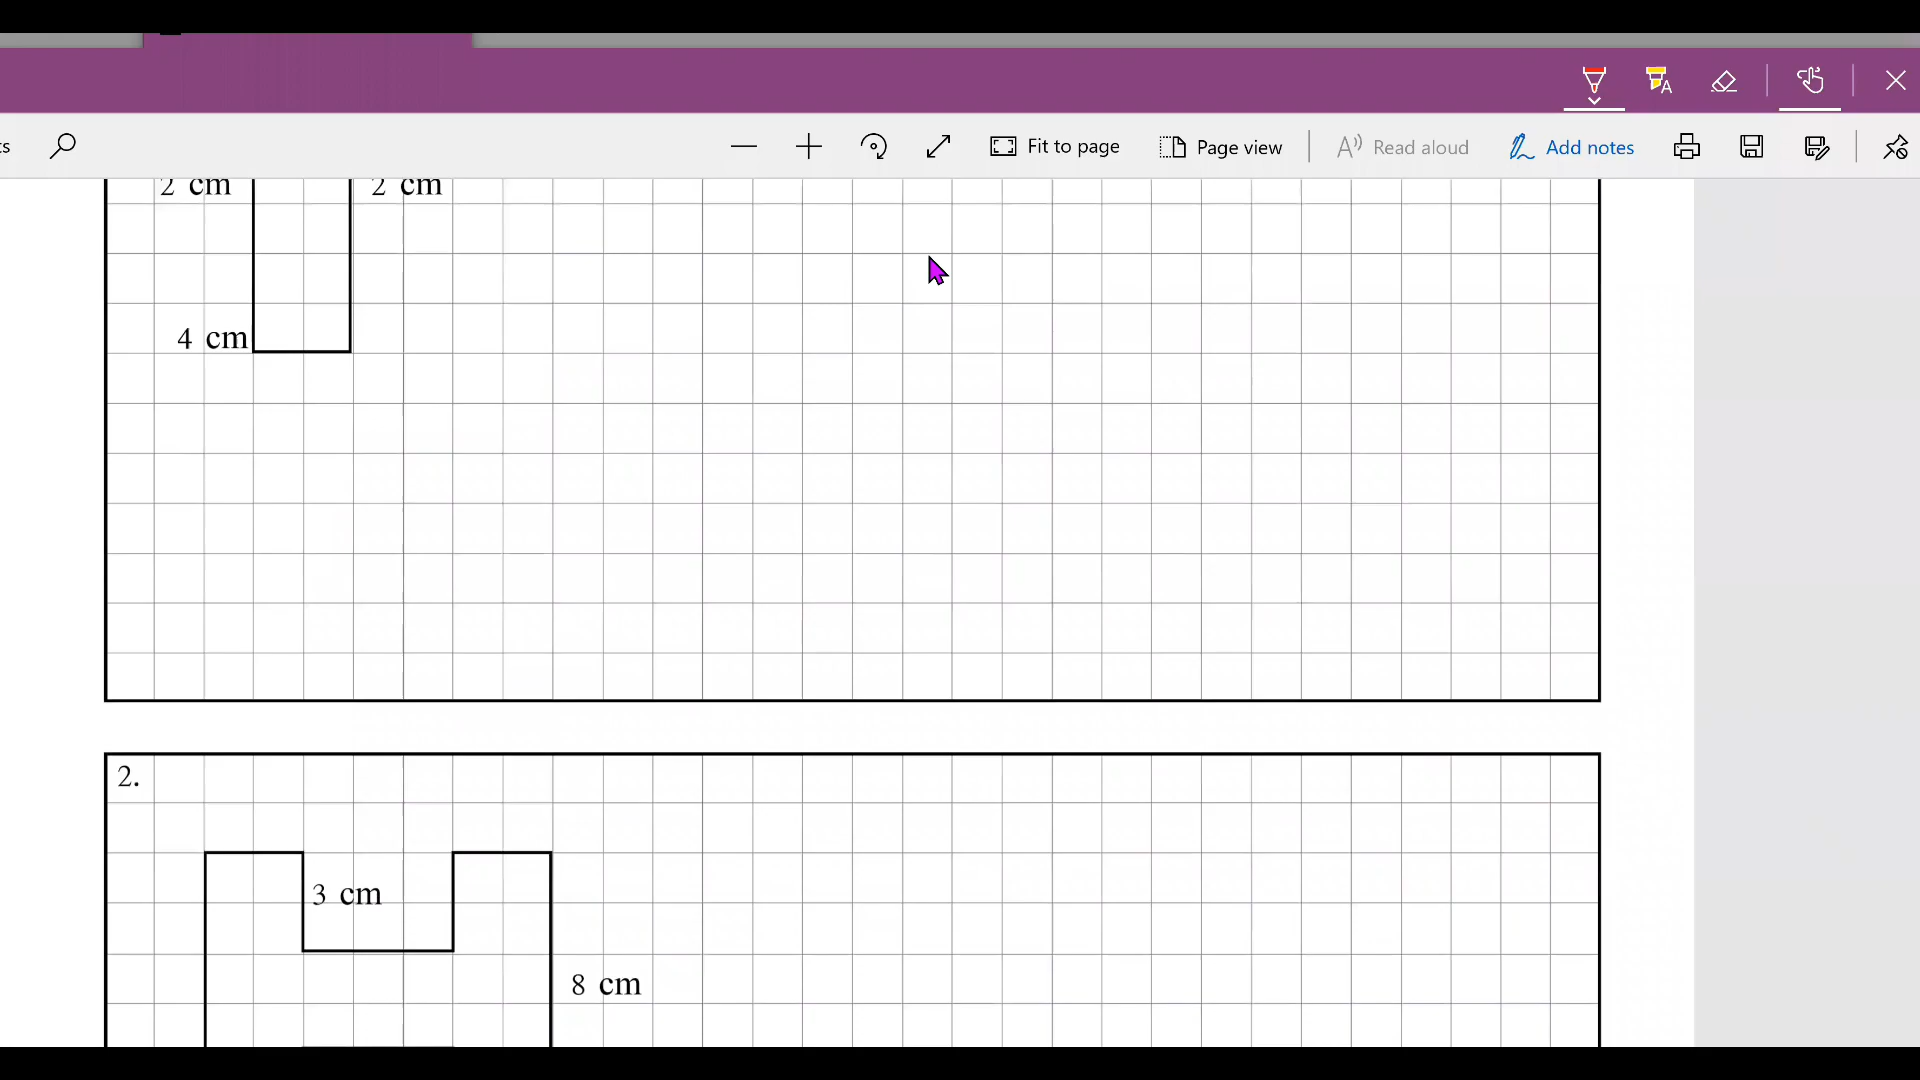 ts
Fit to page
Page view
Read aloud
Add notes
2 cm
2 cm
4 cm
2.
3 cm
8 cm